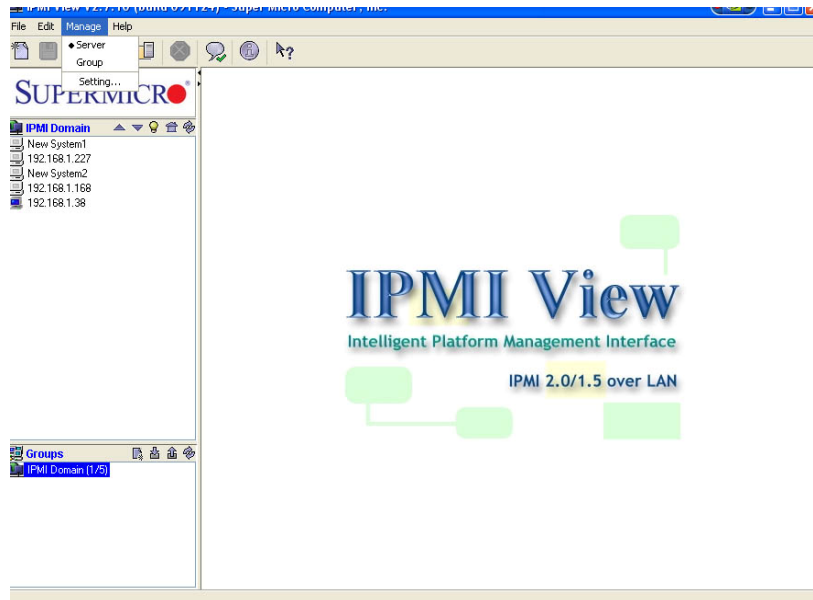 File Edit Manage Help
Server
Group
Setting...
SUPERMICR
IPMI Domain
New System1
192.168.1.227
New System2
192.168.1.168
192.168.1.38
IPMI View
Intelligent Platform Management Interface
IPMI 2.0/1.5 over LAN
Groups
IPMI Domain (1/5)